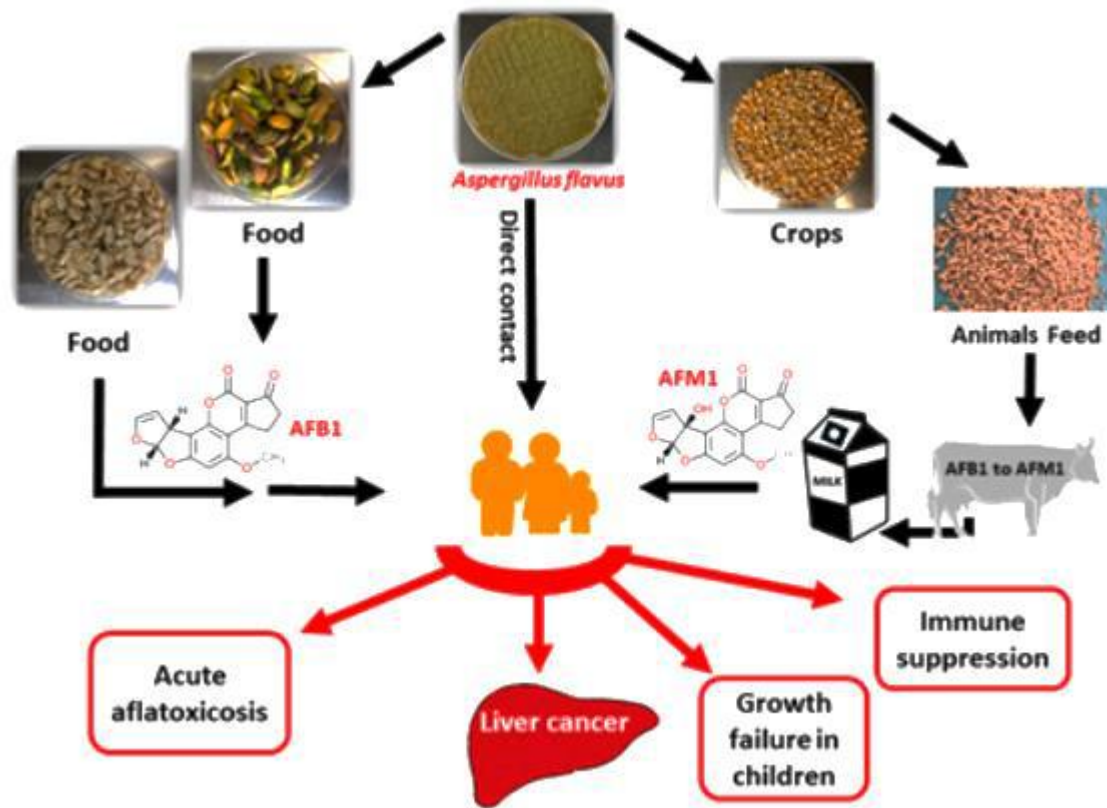 Aspergillus flavus
Food
Direct contact
Crops
Food
Animals Feed
AFM1
O
O
O
H
AFB1
O
H
O
O
O
O
O
OH
O
H
O
O
MILK
AFB1 to AFM1
Acute
aflatoxicosis
Liver cancer
Growth
failure in
children
Immune
suppression